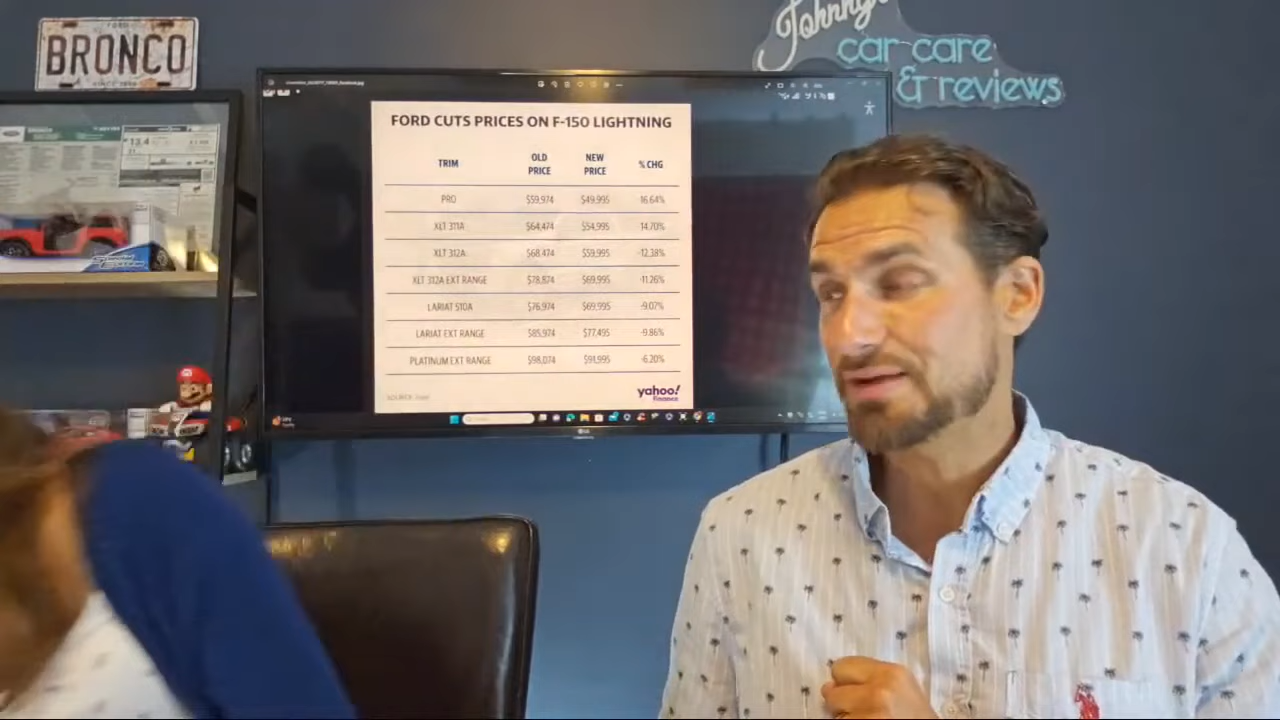 BRONCO
Johnny's
car care
& reviews
FORD CUTS PRICES ON F-150 LIGHTNING
TRIM OLD PRICE NEW PRICE % CHG
PRO $59,974 $49,995 16.64%
XLT 311A $64,474 $54,995 14.70%
XLT 312A $68,474 $59,995 -12.38%
XLT 312A EXT RANGE $78,874 $69,995 -11.26%
LARIAT 510A $76,974 $69,995 -9.07%
LARIAT EXT RANGE $85,974 $77,495 -9.86%
PLATINUM EXT RANGE $98,074 $91,995 -6.20%
yahoo!
finance
LG
13.4